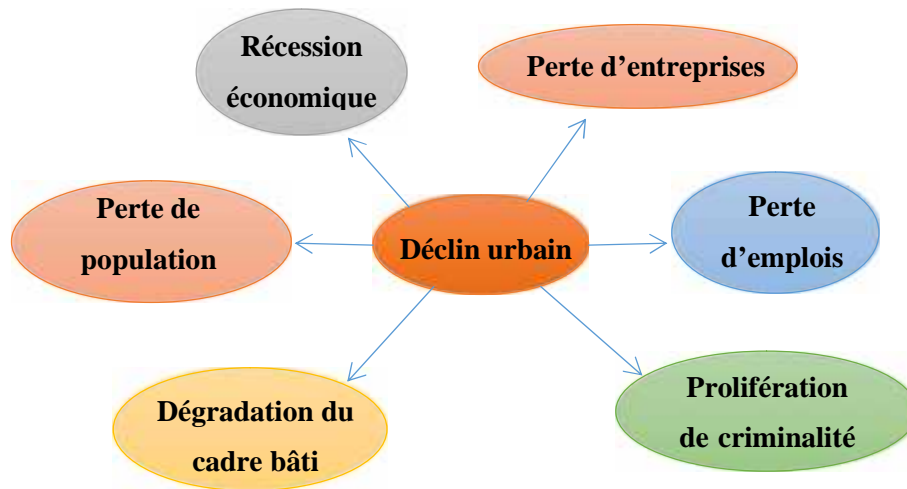 Récession
économique
Perte d’entreprises
Perte de
population
Déclin urbain
Perte
d’emplois
Dégradation du
cadre bâti
Prolifération
de criminalité